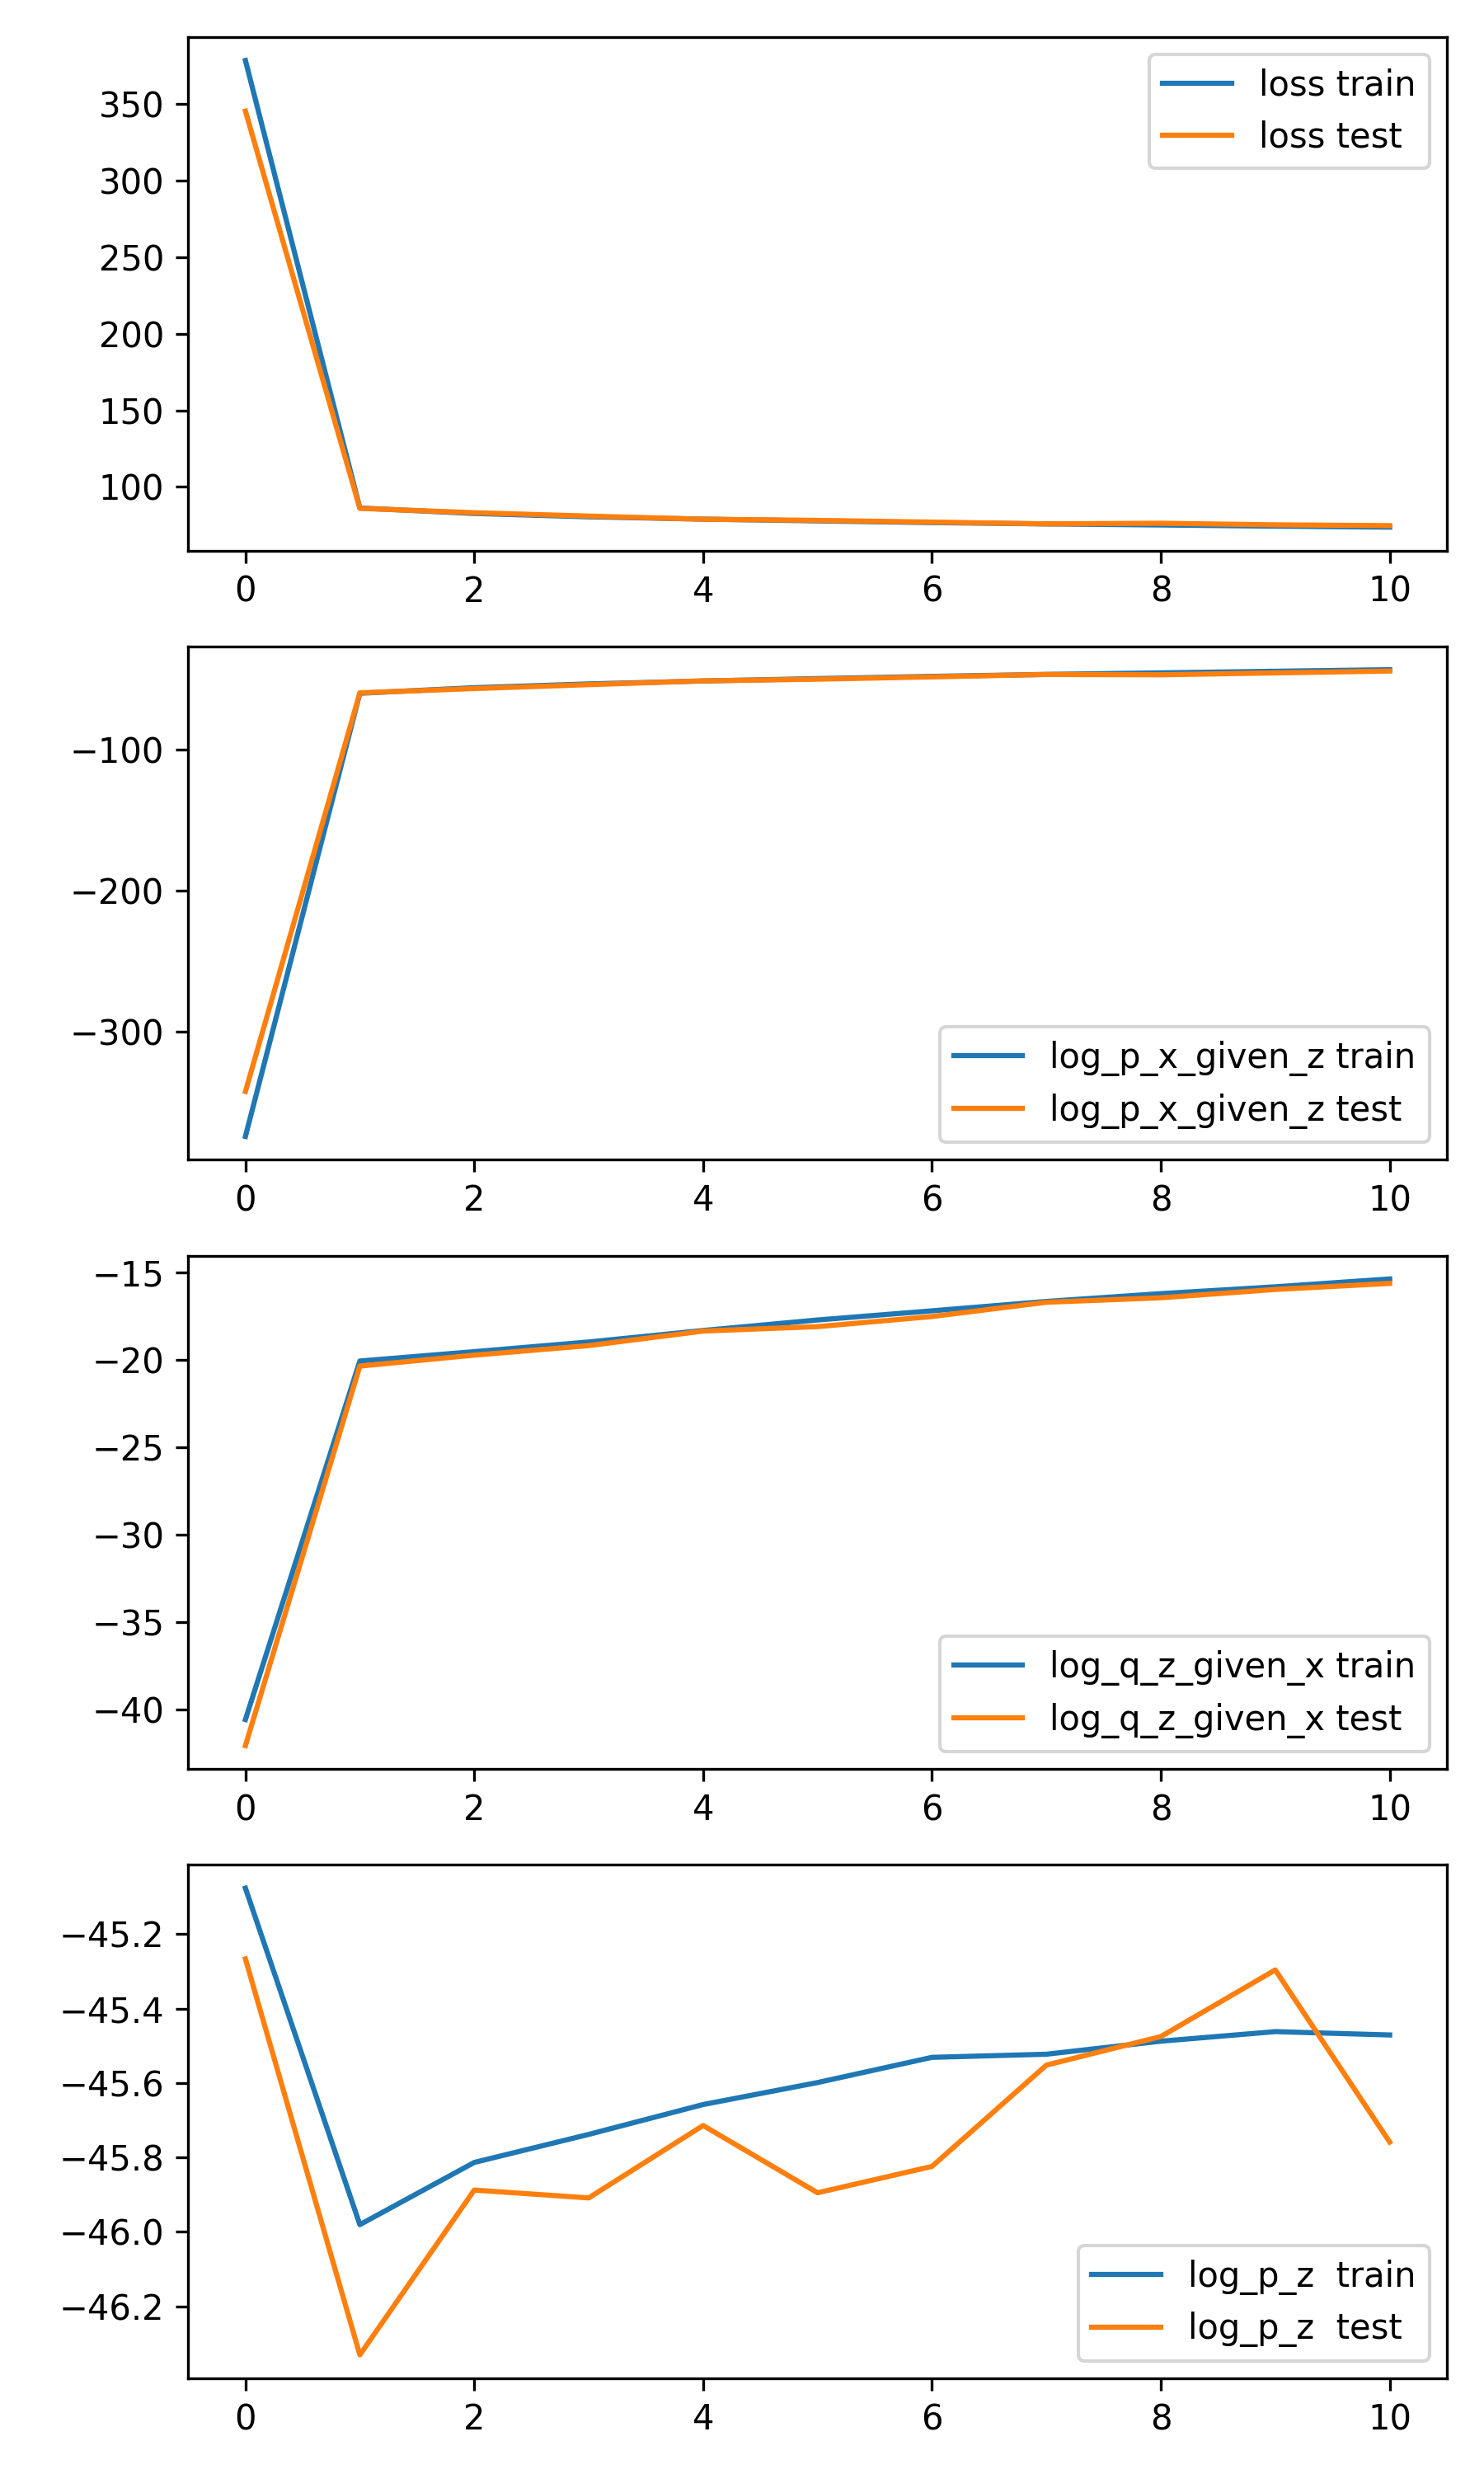 350
300
250
200
150
100
loss train
loss test
0 2 4 6 8 10
−100
−200
−300
log_p_x_given_z train
log_p_x_given_z test
0 2 4 6 8 10
−15
−20
−25
−30
−35
−40
log_q_z_given_x train
log_q_z_given_x test
0 2 4 6 8 10
−45.2
−45.4
−45.6
−45.8
−46.0
−46.2
log_p_z  train
log_p_z  test
0 2 4 6 8 10